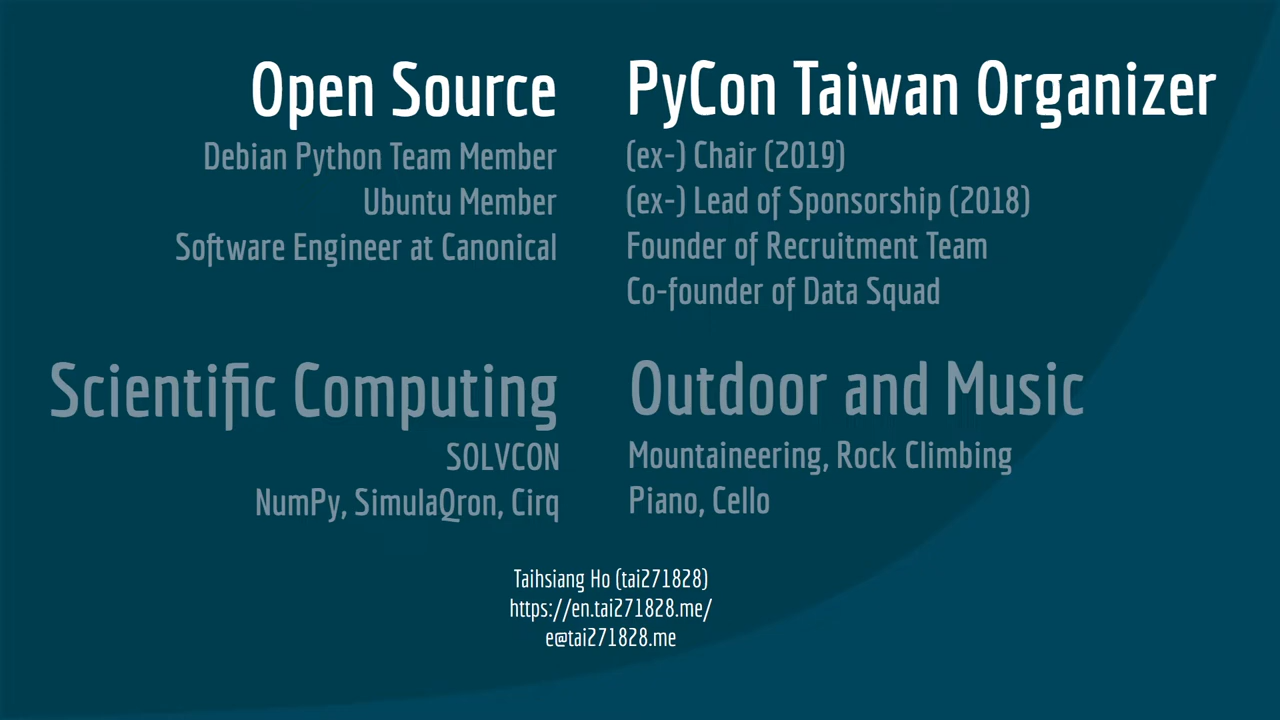 Open Source
Debian Python Team Member
Ubuntu Member
Software Engineer at Canonical
PyCon Taiwan Organizer
(ex-) Chair (2019)
(ex-) Lead of Sponsorship (2018)
Founder of Recruitment Team
Co-founder of Data Squad
Scientific Computing
SOLVCON
NumPy, SimulaQron, Cirq
Outdoor and Music
Mountaineering, Rock Climbing
Piano, Cello
Taihsiang Ho (tai271828)
https://en.tai271828.me/
e@tai271828.me